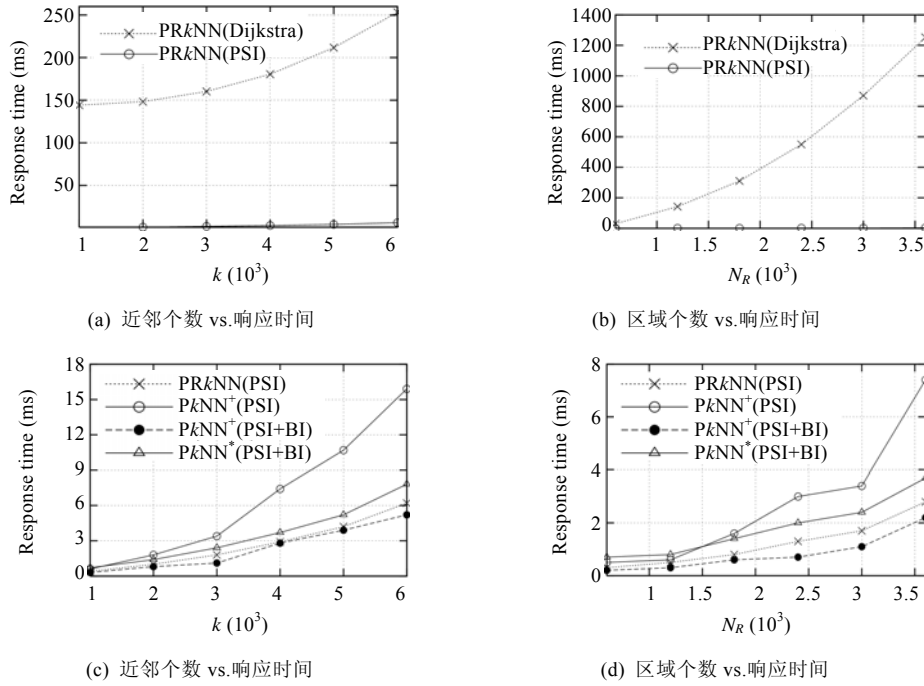 250
200
150
100
50
Response time (ms)
PRkNN(Dijkstra)
PRkNN(PSI)
1 2 3 4 5 6
k (10³)
(a) 近邻个数 vs.响应时间
1400
1200
1000
800
600
400
200
0
Response time (ms)
PRkNN(Dijkstra)
PRkNN(PSI)
1 1.5 2 2.5 3 3.5
N_R (10³)
(b) 区域个数 vs.响应时间
18
15
12
9
6
3
0
Response time (ms)
PRkNN(PSI)
PkNN⁺(PSI)
PkNN⁺(PSI+BI)
PkNN*(PSI+BI)
1 2 3 4 5 6
k (10³)
(c) 近邻个数 vs.响应时间
8
6
4
2
0
Response time (ms)
PRkNN(PSI)
PkNN⁺(PSI)
PkNN⁺(PSI+BI)
PkNN*(PSI+BI)
1 1.5 2 2.5 3 3.5
N_R (10³)
(d) 区域个数 vs.响应时间